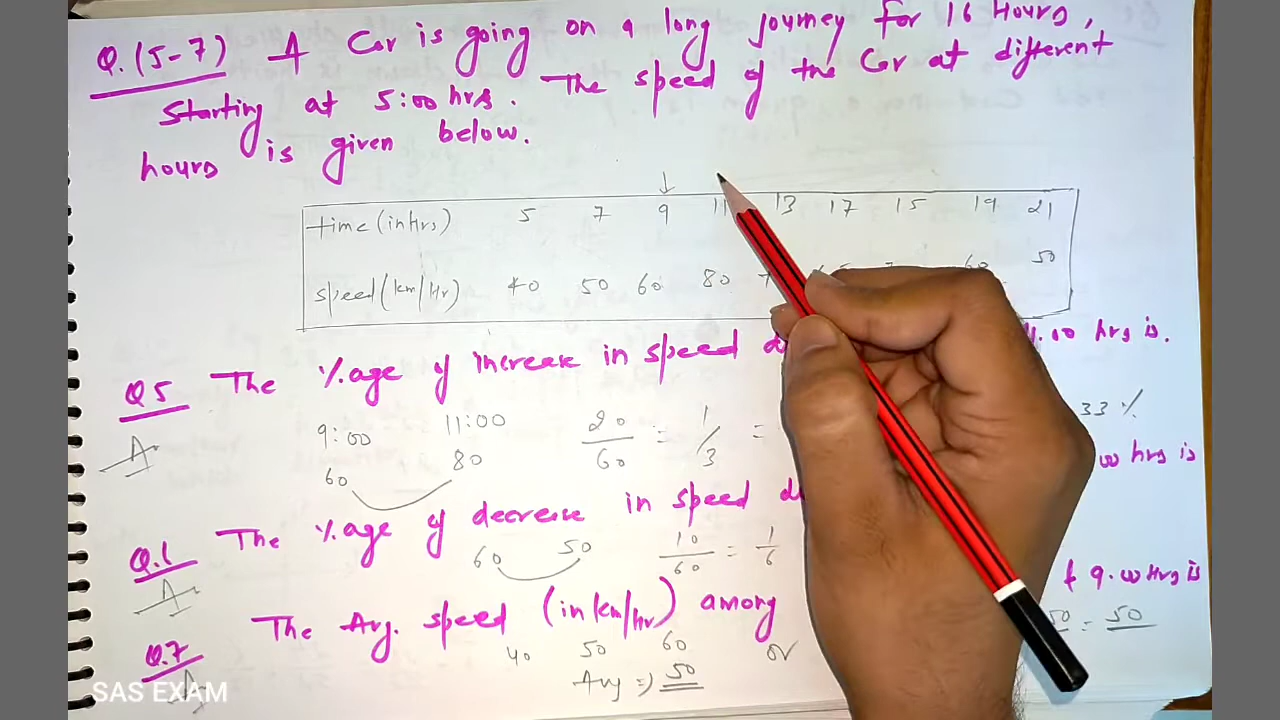 Q.(5-7) A Car is going on a long journey for 16 Hours,
Starting at 5:00 hrs. The speed of the Car at different
hours is given below.
time(in Hrs) 5 7 9 11 13 17 15 19 21
speed(km/Hr) 40 50 60 80 60 50
Q5 The %age of increase in speed .00 hrs is.
A 9:00 11:00 20/60 = 1/3 = 33 %
60 80
hrs is
Q.1 The %age of decrease in speed
A 60 50 10/60 = 1/6
Q.7 The Avg. speed (in km/hr) among 9.00 Hrs is
A 40 50 60 or = 50
Avg => 50
SAS EXAM